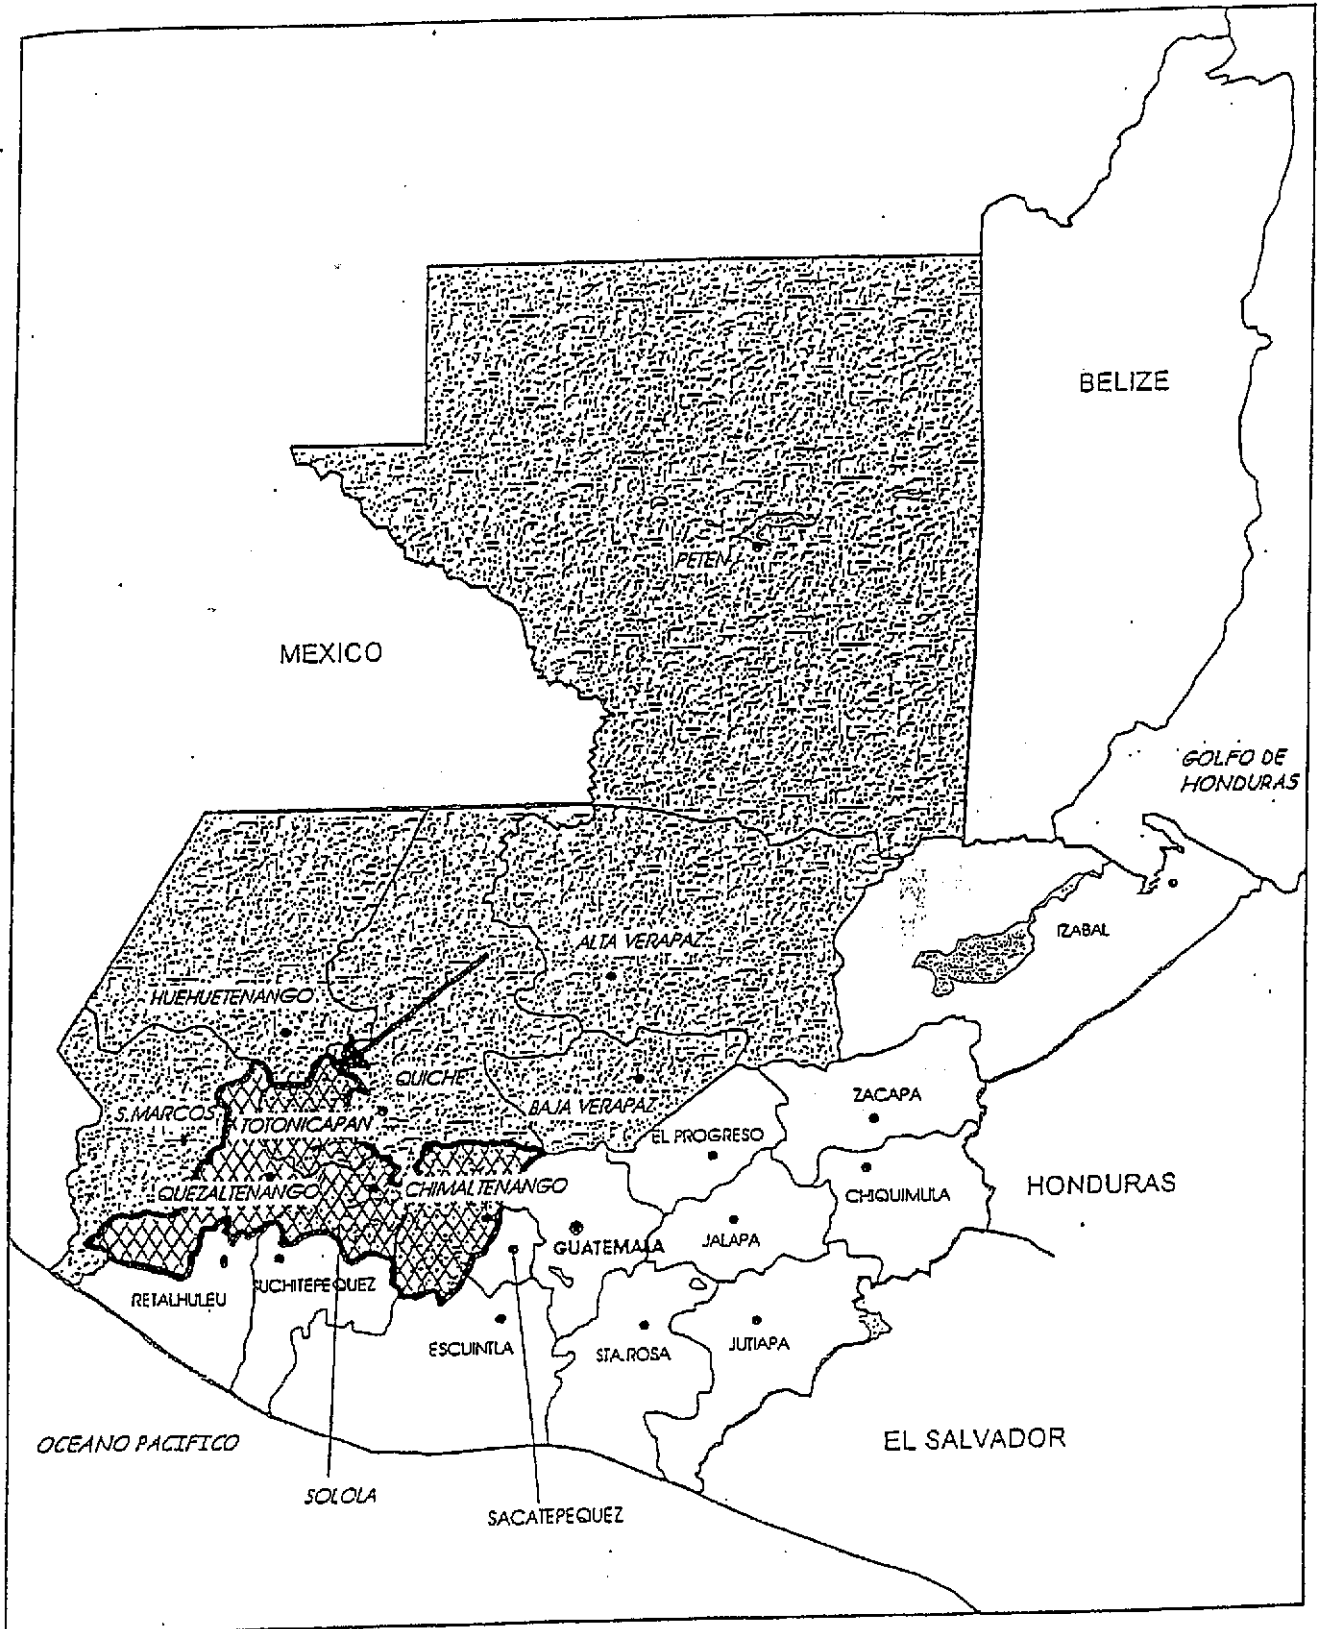 BELIZE
PETEN
MEXICO
GOLFO DE
HONDURAS
IZABAL
ALTA VERAPAZ
HUEHUETENANGO
QUICHE
ZACAPA
S.MARCOS
TOTONICAPAN
BAJA VERAPAZ
EL PROGRESO
QUEZALTENANGO
CHIMALTENANGO
CHIQUIMULA
HONDURAS
GUATEMALA
JALAPA
RETALHULEU
SUCHITEPEQUEZ
ESCUINTLA
STA.ROSA
JUTIAPA
OCEANO PACIFICO
EL SALVADOR
SOLOLA
SACATEPEQUEZ